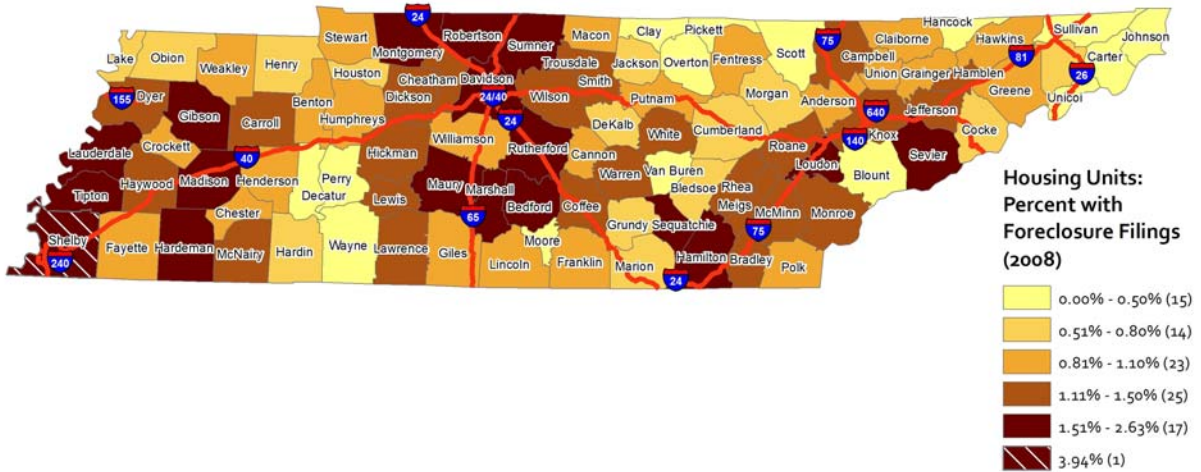 24
Robertson
Sumner
Stewart
Montgomery
Macon
Clay
Pickett
Hancock
Sullivan
Johnson
Lake
Obion
Weakley
Henry
Houston
Cheatham
Davidson
Trousdale
Jackson
Overton
Fentress
Scott
75
Campbell
Claiborne
Hawkins
81
Carter
26
155
Dyer
Gibson
Carroll
Benton
Humphreys
Dickson
24/40
Wilson
Smith
Putnam
Morgan
Anderson
Union
Grainger
Hamblen
Greene
Unicoi
Lauderdale
Crockett
40
Hickman
Williamson
24
Rutherford
DeKalb
Cannon
White
Cumberland
Roane
640
140
Knox
Jefferson
Cocke
Sevier
Tipton
Haywood
Madison
Henderson
Decatur
Perry
Lewis
Maury
Marshall
Bedford
Coffee
Warren
Van Buren
Bledsoe
Rhea
Meigs
McMinn
Loudon
Monroe
Blount
Shelby
240
Fayette
Hardeman
Chester
McNairy
Hardin
Wayne
Lawrence
65
Giles
Lincoln
Moore
Franklin
Grundy
Sequatchie
Marion
24
Hamilton
75
Bradley
Polk
Housing Units:
Percent with
Foreclosure Filings
(2008)
0.00% - 0.50% (15)
0.51% - 0.80% (14)
0.81% - 1.10% (23)
1.11% - 1.50% (25)
1.51% - 2.63% (17)
3.94% (1)